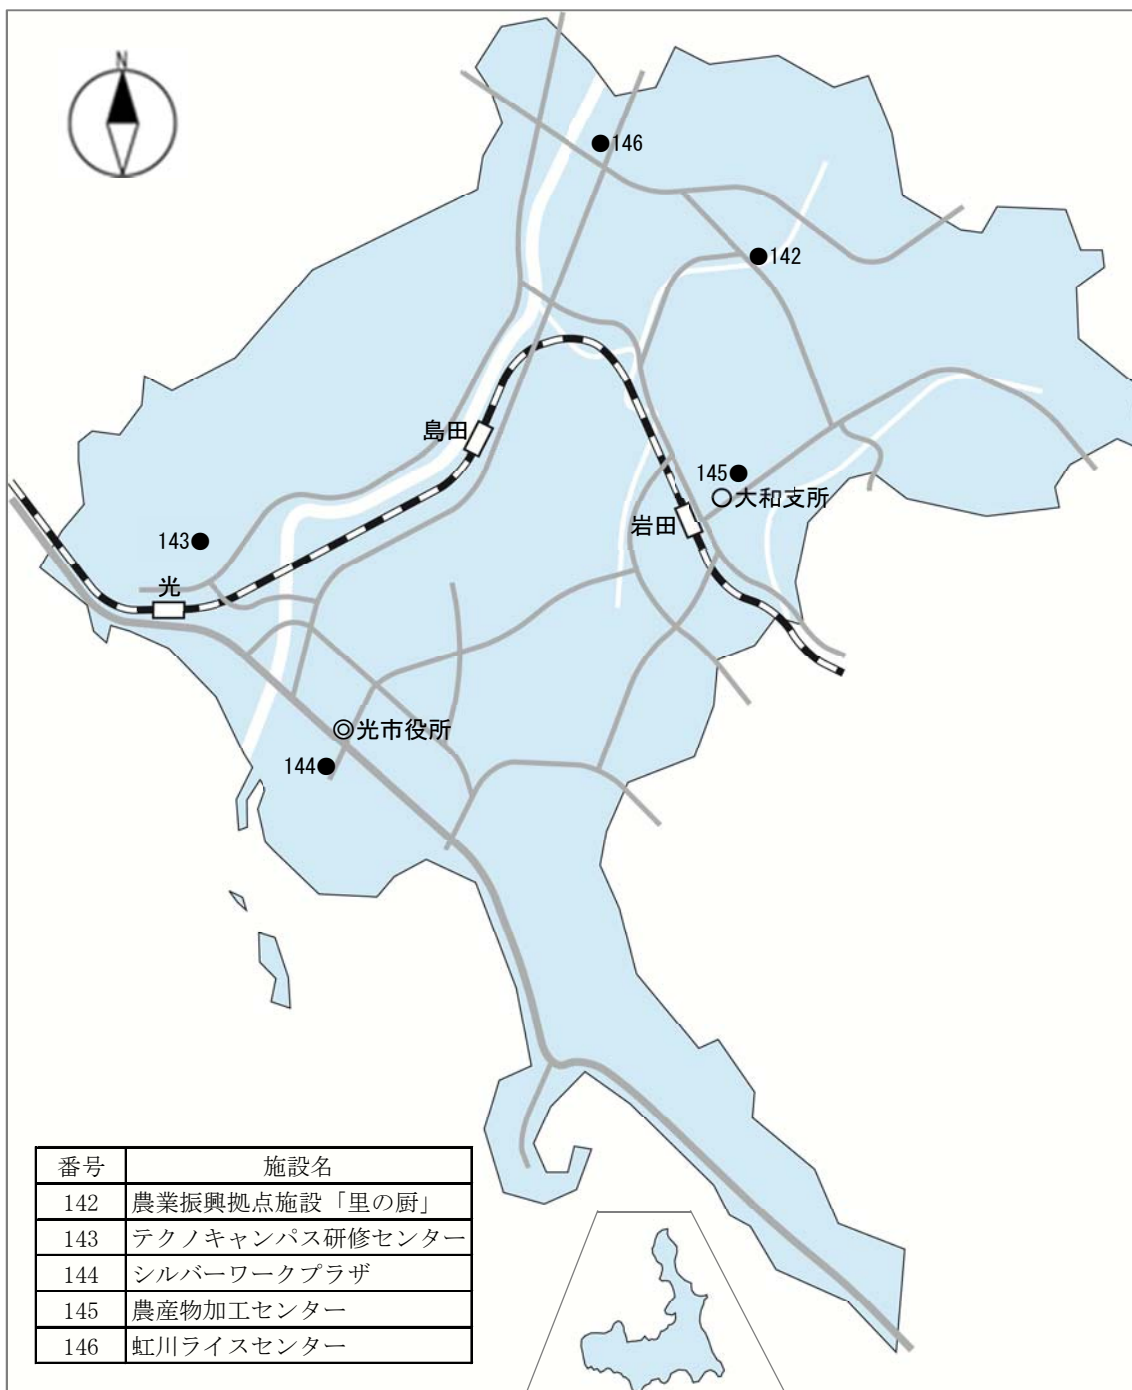 N
146
142
島田
145
大和支所
岩田
143
光
光市役所
144
番号 施設名
142 農業振興拠点施設「里の厨」
143 テクノキャンパス研修センター
144 シルバーワークプラザ
145 農産物加工センター
146 虹川ライスセンター